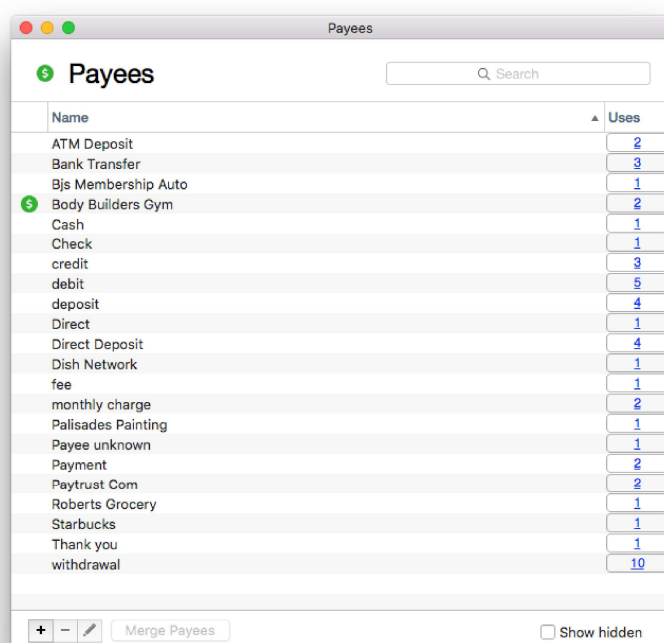 Payees
$ Payees
Search
Name ▲ Uses
ATM Deposit 2
Bank Transfer 3
Bjs Membership Auto 1
$ Body Builders Gym 2
Cash 1
Check 1
credit 3
debit 5
deposit 4
Direct 1
Direct Deposit 4
Dish Network 1
fee 1
monthly charge 2
Palisades Painting 1
Payee unknown 1
Payment 2
Paytrust Com 2
Roberts Grocery 1
Starbucks 1
Thank you 1
withdrawal 10
+ − Merge Payees Show hidden